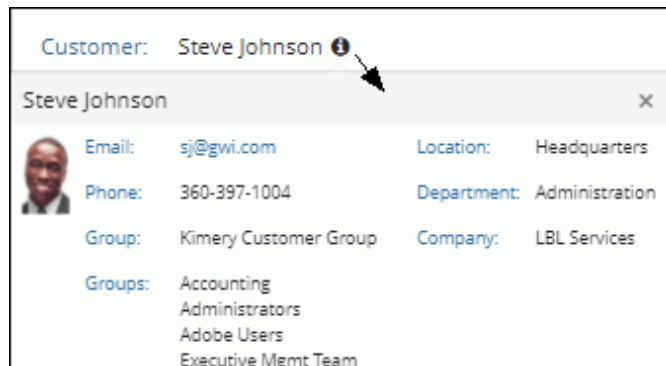 Customer: Steve Johnson
Steve Johnson ×
Email: sj@gwi.com Location: Headquarters
Phone: 360-397-1004 Department: Administration
Group: Kimery Customer Group Company: LBL Services
Groups: Accounting
Administrators
Adobe Users
Executive Mgmt Team